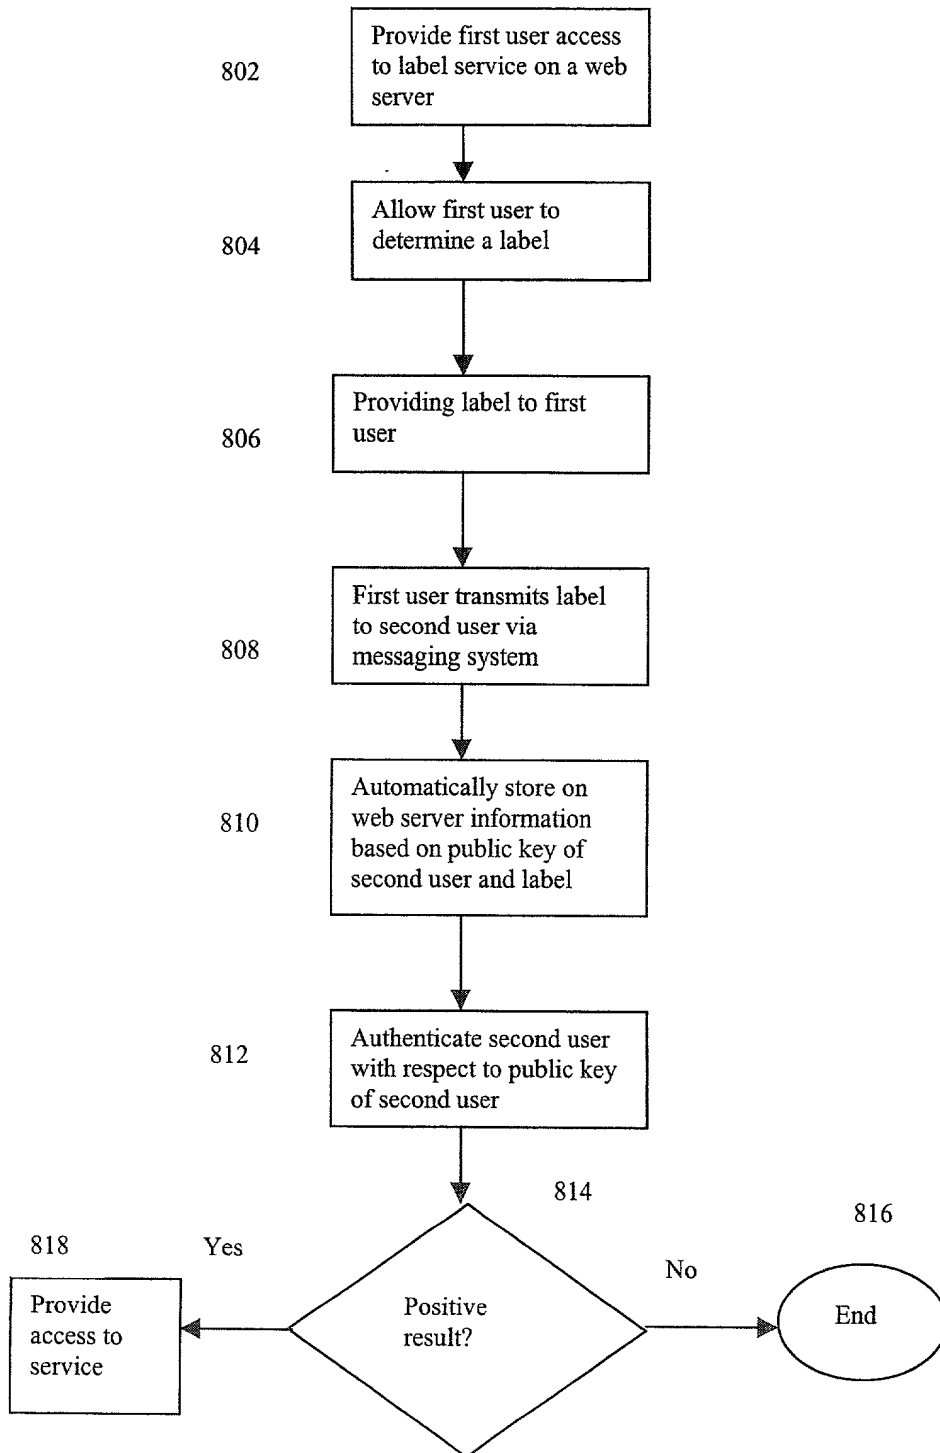 802
Provide first user access
to label service on a web
server
804
Allow first user to
determine a label
806
Providing label to first
user
808
First user transmits label
to second user via
messaging system
810
Automatically store on
web server information
based on public key of
second user and label
812
Authenticate second user
with respect to public key
of second user
814
816
818
Yes
No
Provide
access to
service
Positive
result?
End